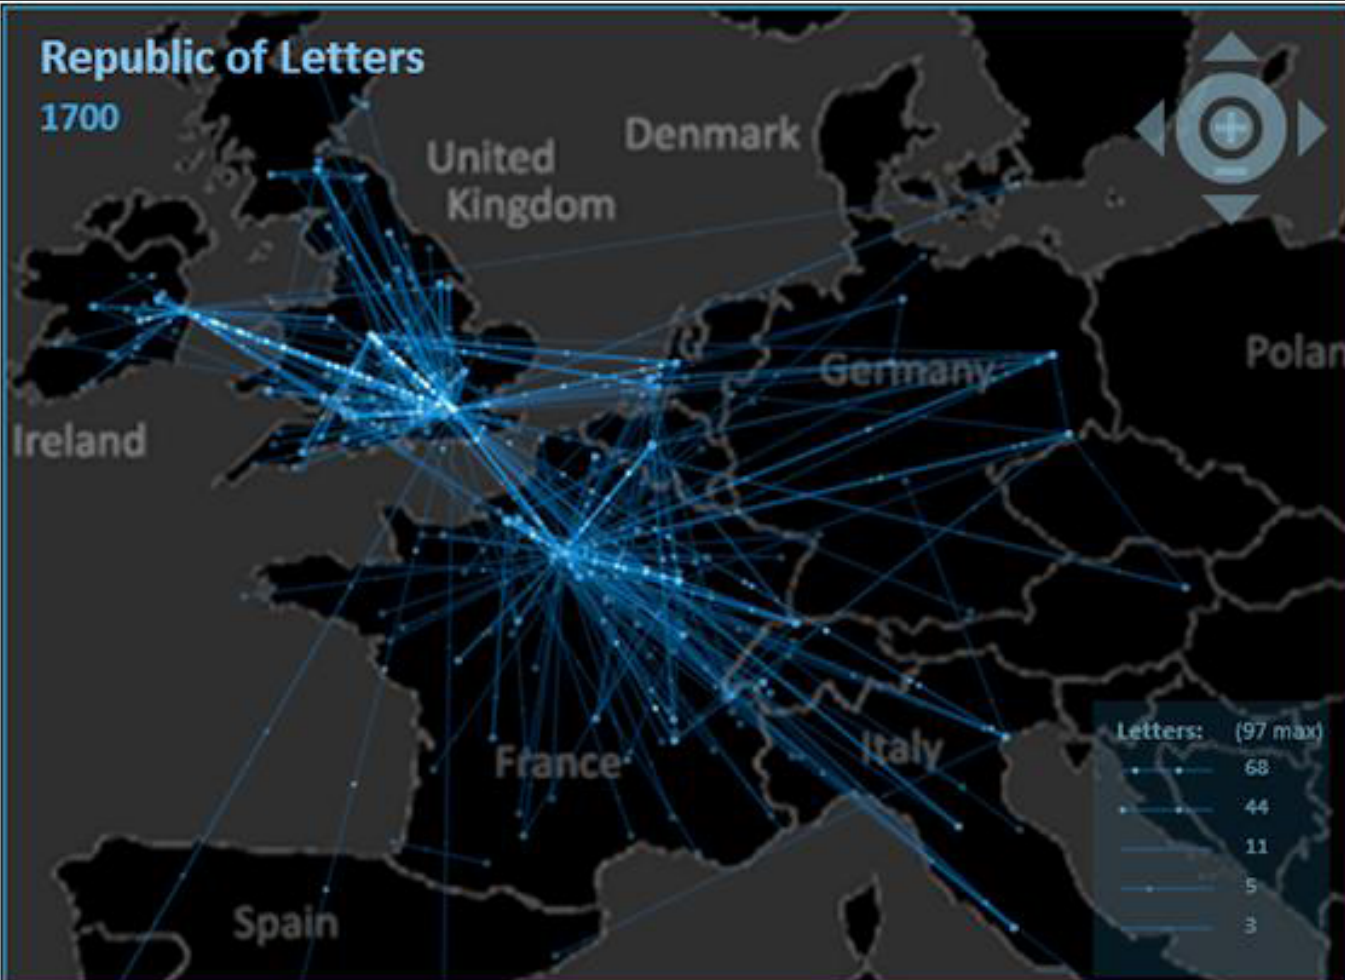 Republic of Letters
1700
United
Kingdom
Denmark
Germany
Polan
Ireland
France
Italy
Spain
Letters: (97 max)
68
44
11
5
3